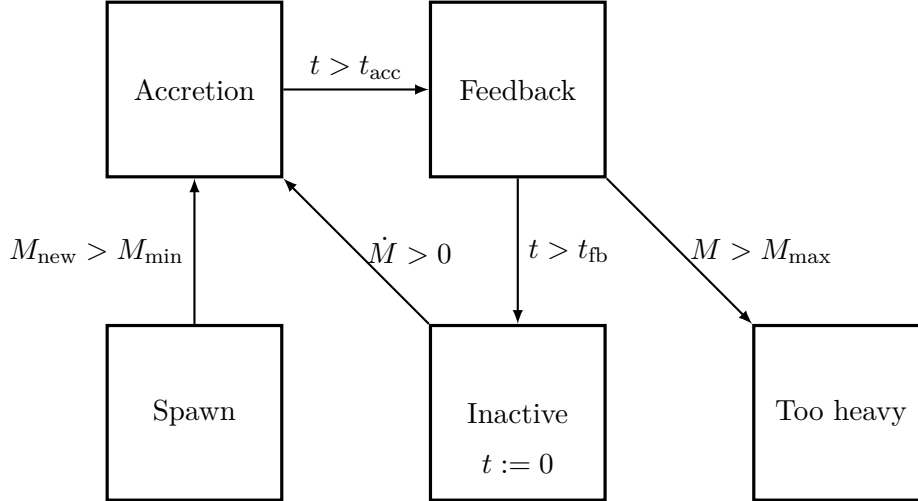 t > t_acc
Accretion
Feedback
M_new > M_min
Ṁ > 0
t > t_fb
M > M_max
Spawn
Inactive
t := 0
Too heavy